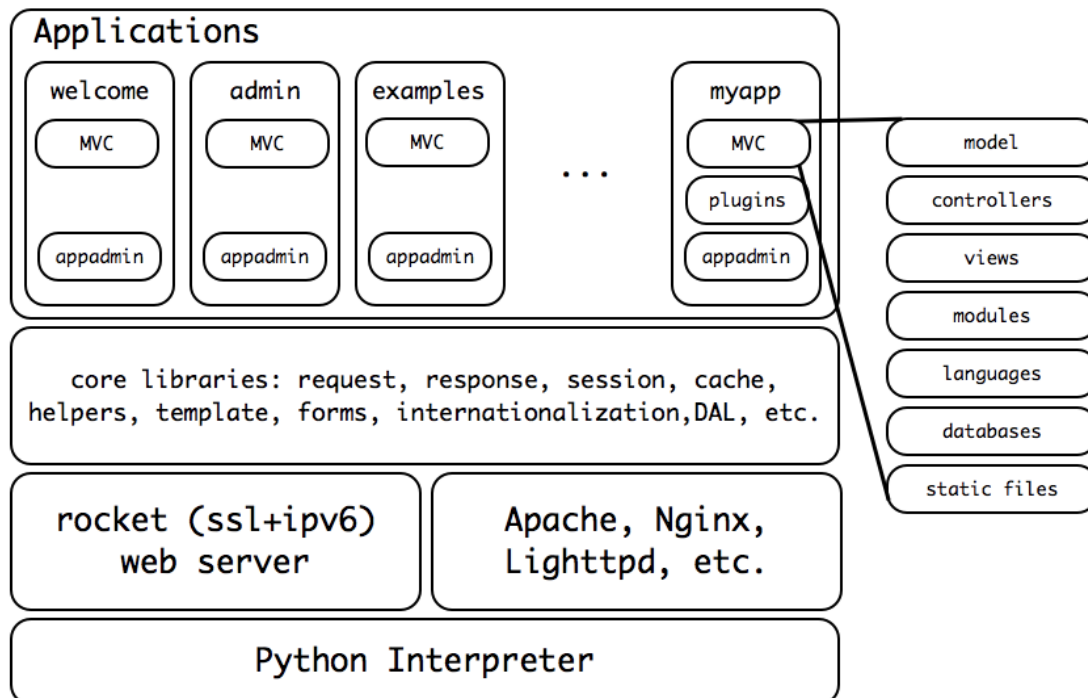 Applications
welcome
MVC
appadmin
admin
MVC
appadmin
examples
MVC
appadmin
...
myapp
MVC
plugins
appadmin
model
controllers
views
modules
languages
databases
static files
core libraries: request, response, session, cache,
helpers, template, forms, internationalization,DAL, etc.
rocket (ssl+ipv6)
web server
Apache, Nginx,
Lighttpd, etc.
Python Interpreter